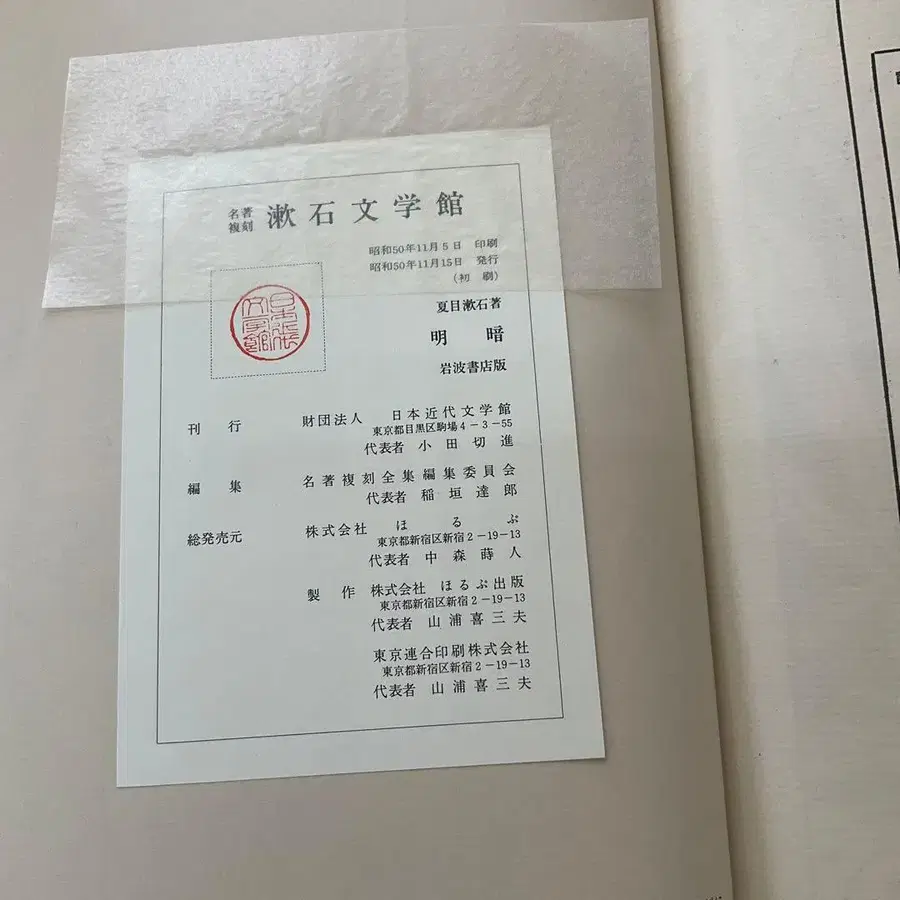 名著複刻 漱石文学館
昭和50年11月5日 印刷
昭和50年11月15日 発行
(初刷)
日本近代文学館
夏目漱石著
明暗
岩波書店版
刊行 財団法人 日本近代文学館
東京都目黒区駒場4-3-55
代表者 小田切進
編集 名著複刻全集編集委員会
代表者 稲垣達郎
総発売元 株式会社 ほるぷ
東京都新宿区新宿2-19-13
代表者 中森蒔人
製作 株式会社 ほるぷ出版
東京都新宿区新宿2-19-13
代表者 山浦喜三夫
東京連合印刷株式会社
東京都新宿区新宿2-19-13
代表者 山浦喜三夫